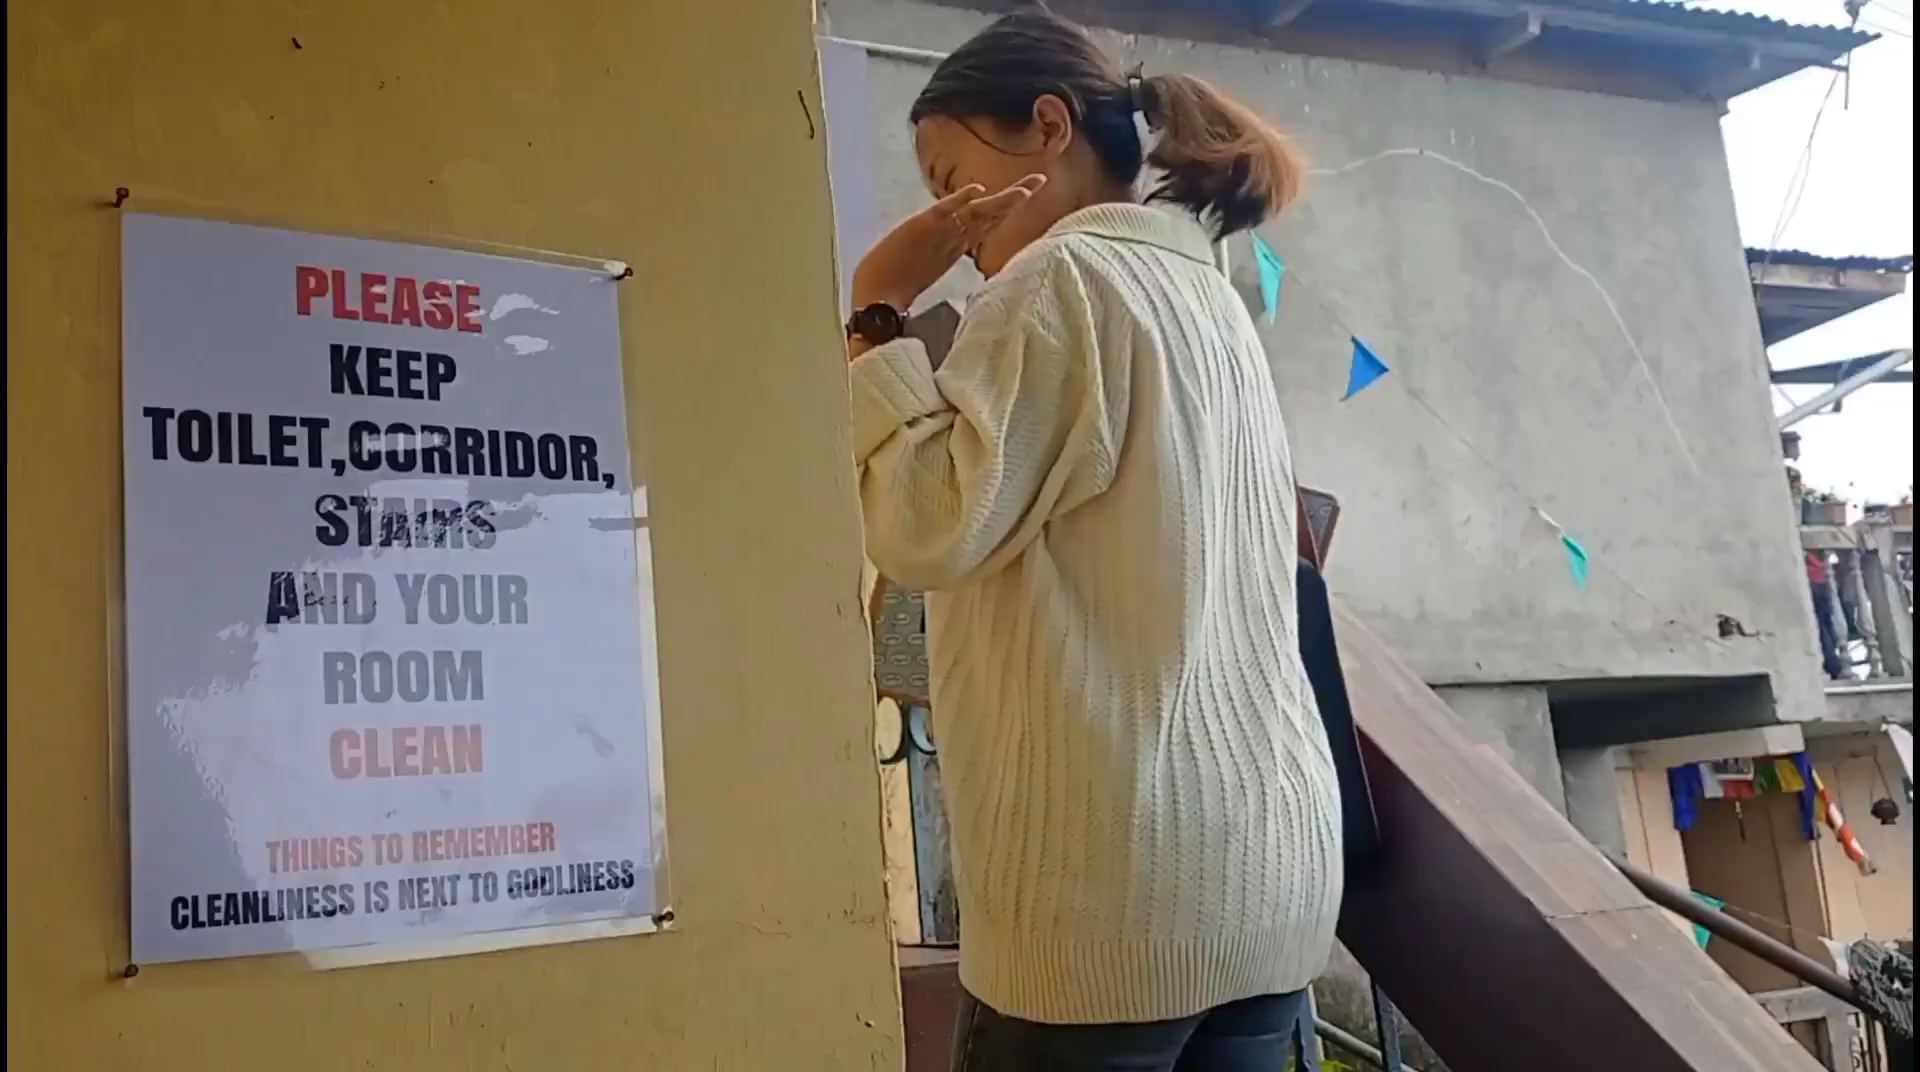 PLEASE
KEEP
TOILET,CORRIDOR,
STAIRS
AND YOUR
ROOM
CLEAN
THINGS TO REMEMBER
CLEANLINESS IS NEXT TO GODLINESS